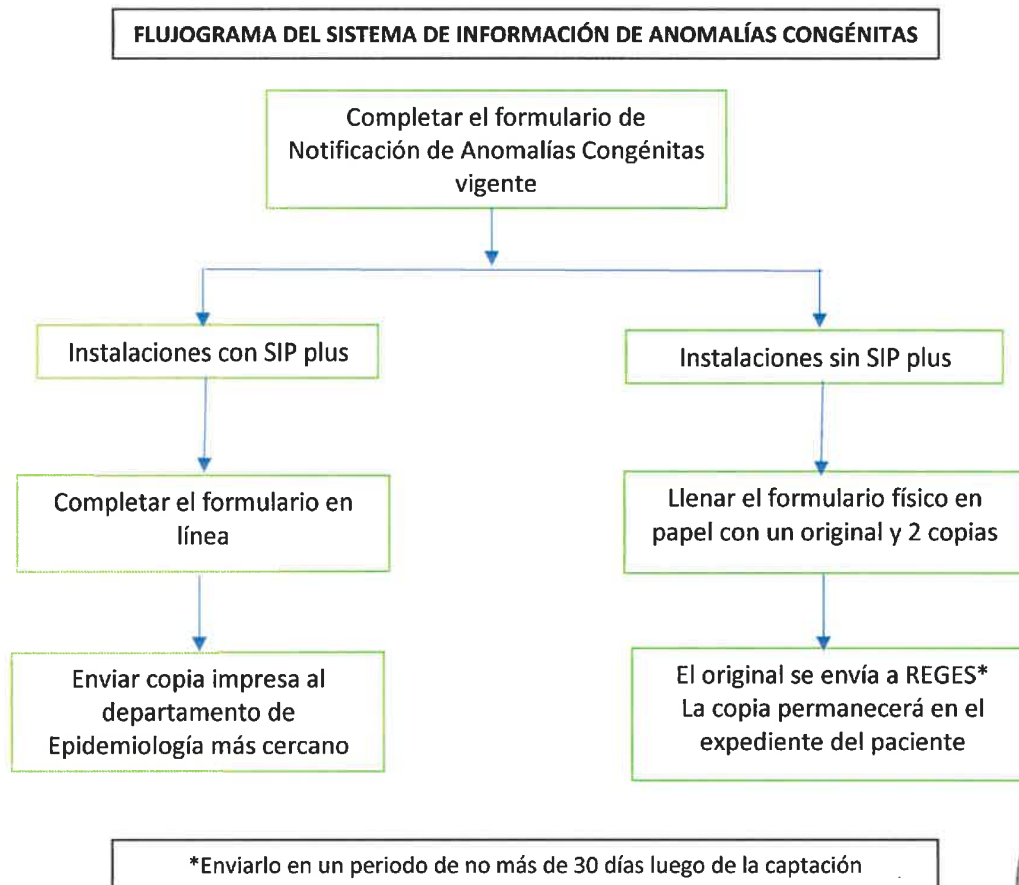 FLUJOGRAMA DEL SISTEMA DE INFORMACIÓN DE ANOMALÍAS CONGÉNITAS
Completar el formulario de
Notificación de Anomalías Congénitas
vigente
Instalaciones con SIP plus
Instalaciones sin SIP plus
Completar el formulario en
línea
Llenar el formulario físico en
papel con un original y 2 copias
Enviar copia impresa al
departamento de
Epidemiología más cercano
El original se envía a REGES*
La copia permanecerá en el
expediente del paciente
*Enviarlo en un periodo de no más de 30 días luego de la captación